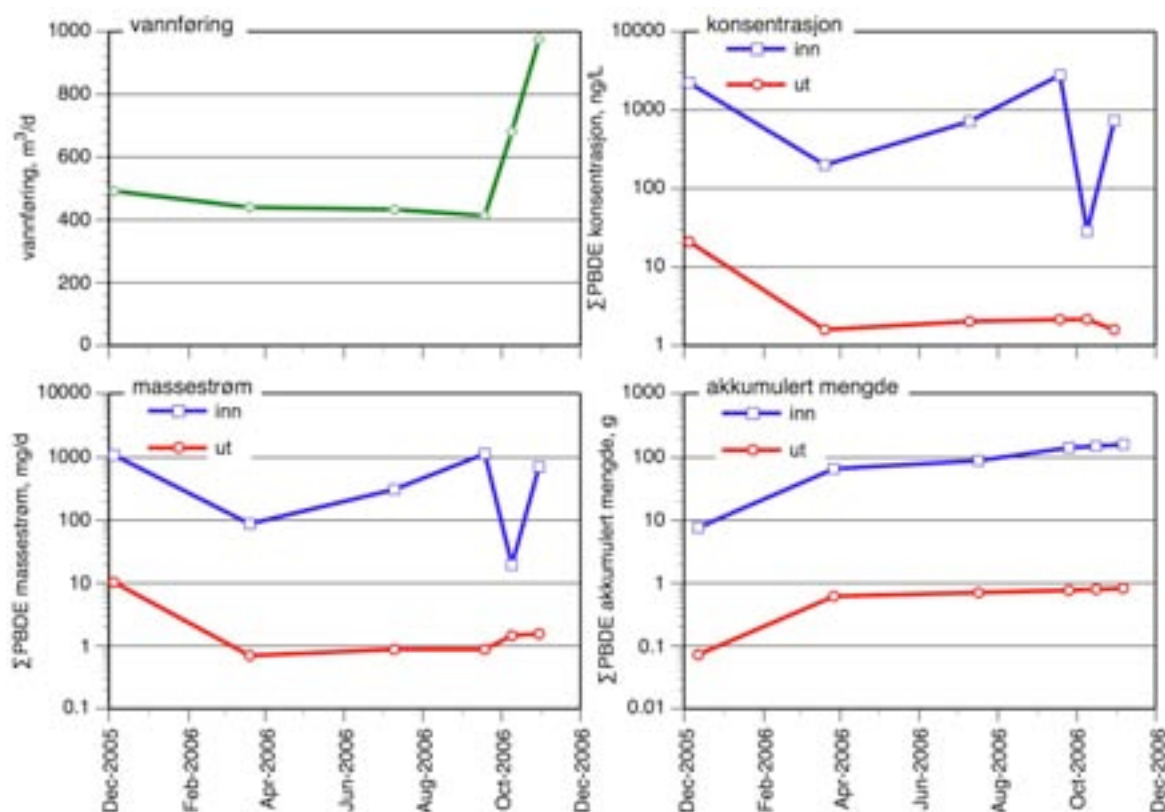 vannføring
vannføring, m³/d
1000
800
600
400
200
0
konsentrasjon
inn
ut
∑PBDE konsentrasjon, ng/L
10000
1000
100
10
1
massestrøm
inn
ut
∑PBDE massestrøm, mg/d
10000
1000
100
10
1
0.1
Dec-2005
Feb-2006
Apr-2006
Jun-2006
Aug-2006
Oct-2006
Dec-2006
akkumulert mengde
inn
ut
∑PBDE akkumulert mengde, g
1000
100
10
1
0.1
0.01
Dec-2005
Feb-2006
Apr-2006
Jun-2006
Aug-2006
Oct-2006
Dec-2006